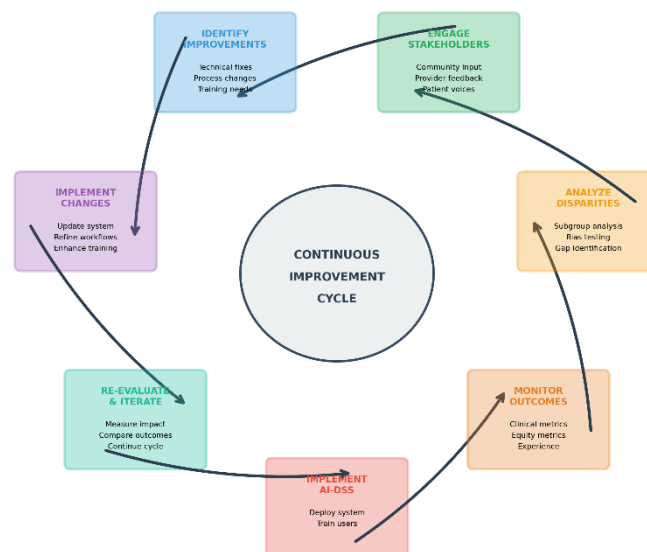 IDENTIFY
IMPROVEMENTS
Technical fixes
Process changes
Training needs
ENGAGE
STAKEHOLDERS
Community input
Provider feedback
Patient voices
IMPLEMENT
CHANGES
Update system
Refine workflows
Enhance training
ANALYZE
DISPARITIES
Subgroup analysis
Bias testing
Gap identification
CONTINUOUS
IMPROVEMENT
CYCLE
RE-EVALUATE
& ITERATE
Measure impact
Compare outcomes
Continue cycle
MONITOR
OUTCOMES
Clinical metrics
Equity metrics
Experience
IMPLEMENT
AI-DSS
Deploy system
Train users